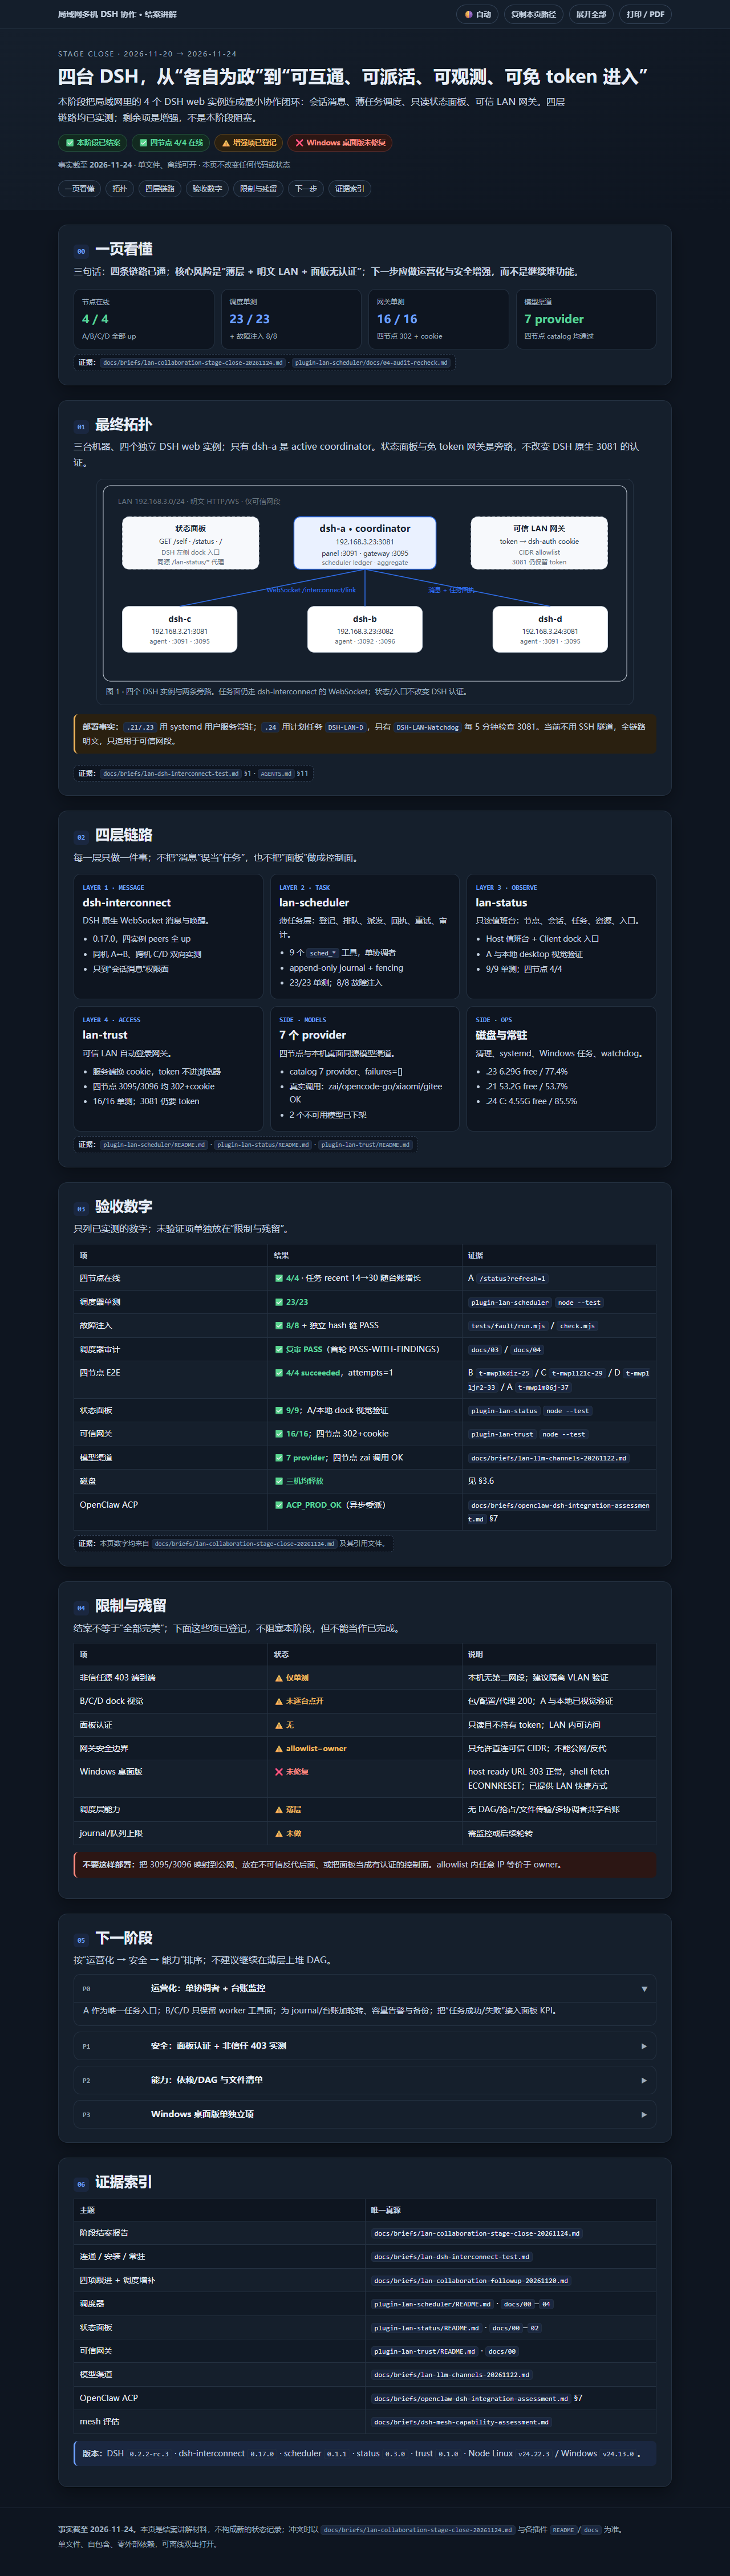 局域网多机 DSH 协作 · 结案讲解
自动
复制本页路径
展开全部
打印 / PDF
STAGE CLOSE · 2026-11-20 → 2026-11-24
四台 DSH，从“各自为政”到“可互通、可派活、可观测、可免 token 进入”
本阶段把局域网里的 4 个 DSH web 实例连成最小协作闭环：会话消息、薄任务调度、只读状态面板、可信 LAN 网关。四层
链路均已实测；剩余项是增强，不是本阶段阻塞。
✅ 本阶段已结案
✅ 四节点 4/4 在线
⚠ 增强项已登记
❌ Windows 桌面版未修复
事实截至 2026-11-24 · 单文件、离线可开 · 本页不改变任何代码或状态
一页看懂
拓扑
四层链路
验收数字
限制与残留
下一步
证据索引
00 一页看懂
三句话：四条链路已通；核心风险是“薄层 + 明文 LAN + 面板无认证”；下一步应做运营化与安全增强，而不是继续堆功能。
节点在线
4 / 4
A/B/C/D 全部 up
调度单测
23 / 23
+ 故障注入 8/8
网关单测
16 / 16
四节点 302 + cookie
模型渠道
7 provider
四节点 catalog 均通过
证据： docs/briefs/lan-collaboration-stage-close-20261124.md · plugin-lan-scheduler/docs/04-audit-recheck.md
01 最终拓扑
三台机器、四个独立 DSH web 实例；只有 dsh-a 是 active coordinator。状态面板与免 token 网关是旁路，不改变 DSH 原生 3081 的认
证。
LAN 192.168.3.0/24 · 明文 HTTP/WS · 仅可信网段
状态面板
GET /self · /status · /
DSH 左侧 dock 入口
同源 /lan-status/* 代理
dsh-a • coordinator
192.168.3.23:3081
panel :3091 · gateway :3095
scheduler ledger · aggregate
可信 LAN 网关
token → dsh-auth cookie
CIDR allowlist
3081 仍保留 token
WebSocket /interconnect/link
消息 + 任务回执
dsh-c
192.168.3.21:3081
agent · :3091 · :3095
dsh-b
192.168.3.23:3082
agent · :3092 · :3096
dsh-d
192.168.3.24:3081
agent · :3091 · :3095
图 1 · 四个 DSH 实例与两条旁路。任务面仍走 dsh-interconnect 的 WebSocket；状态/入口不改变 DSH 认证。
部署事实： .21/.23 用 systemd 用户服务常驻； .24 用计划任务 DSH-LAN-D，另有 DSH-LAN-Watchdog 每 5 分钟检查 3081。当前不用 SSH 隧道，全链路
明文，只适用于可信网段。
证据： docs/briefs/lan-dsh-interconnect-test.md §1 · AGENTS.md §11
02 四层链路
每一层只做一件事；不把“消息”误当“任务”，也不把“面板”做成控制面。
LAYER 1 · MESSAGE
dsh-interconnect
DSH 原生 WebSocket 消息与唤醒。
• 0.17.0，四实例 peers 全 up
• 同机 A↔B、跨机 C/D 双向实测
• 只到“会话消息”权限面
LAYER 2 · TASK
lan-scheduler
薄任务层：登记、排队、派发、回执、重试、审
计。
• 9 个 sched_* 工具，单协调者
• append-only journal + fencing
• 23/23 单测；8/8 故障注入
LAYER 3 · OBSERVE
lan-status
只读值班台：节点、会话、任务、资源、入口。
• Host 值班台 + Client dock 入口
• A 与本地 desktop 视觉验证
• 9/9 单测；四节点 4/4
LAYER 4 · ACCESS
lan-trust
可信 LAN 自动登录网关。
• 服务端换 cookie，token 不进浏览器
• 四节点 3095/3096 均 302+cookie
• 16/16 单测；3081 仍要 token
SIDE · MODELS
7 个 provider
四节点与本机桌面同源模型渠道。
• catalog 7 provider、failures=[]
• 真实调用：zai/opencode-go/xiaomi/gitee
OK
• 2 个不可用模型已下架
SIDE · OPS
磁盘与常驻
清理、systemd、Windows 任务、watchdog。
• .23 6.29G free / 77.4%
• .21 53.2G free / 53.7%
• .24 C: 4.55G free / 85.5%
证据： plugin-lan-scheduler/README.md · plugin-lan-status/README.md · plugin-lan-trust/README.md
03 验收数字
只列已实测的数字；未验证项单独放在“限制与残留”。
项 结果 证据
四节点在线 ✅ 4/4 · 任务 recent 14→30 随台账增长 A /status?refresh=1
调度器单测 ✅ 23/23 plugin-lan-scheduler node --test
故障注入 ✅ 8/8 + 独立 hash 链 PASS tests/fault/run.mjs / check.mjs
调度器审计 ✅ 复审 PASS（首轮 PASS-WITH-FINDINGS） docs/03 / docs/04
四节点 E2E ✅ 4/4 succeeded，attempts=1 B t-mwp1kdiz-25 / C t-mwp1l21c-29 / D t-mwp1
ljr2-33 / A t-mwp1m06j-37
状态面板 ✅ 9/9；A/本地 dock 视觉验证 plugin-lan-status node --test
可信网关 ✅ 16/16；四节点 302+cookie plugin-lan-trust node --test
模型渠道 ✅ 7 provider；四节点 zai 调用 OK docs/briefs/lan-llm-channels-20261122.md
磁盘 ✅ 三机均释放 见 §3.6
OpenClaw ACP ✅ ACP_PROD_OK（异步委派） docs/briefs/openclaw-dsh-integration-assessmen
t.md §7
证据：本页数字均来自 docs/briefs/lan-collaboration-stage-close-20261124.md 及其引用文件。
04 限制与残留
结案不等于“全部完美”；下面这些项已登记，不阻塞本阶段，但不能当作已完成。
项 状态 说明
非信任源 403 端到端 ⚠ 仅单测 本机无第二网段；建议隔离 VLAN 验证
B/C/D dock 视觉 ⚠ 未逐台点开 包/配置/代理 200；A 与本地已视觉验证
面板认证 ⚠ 无 只读且不持有 token；LAN 内可访问
网关安全边界 ⚠ allowlist=owner 只允许直连可信 CIDR；不能公网/反代
Windows 桌面版 ❌ 未修复 host ready URL 303 正常，shell fetch
ECONNRESET；已提供 LAN 快捷方式
调度层能力 ⚠ 薄层 无 DAG/抢占/文件传输/多协调者共享台账
journal/队列上限 ⚠ 未做 需监控或后续轮转
不要这样部署：把 3095/3096 映射到公网、放在不可信反代后面、或把面板当成有认证的控制面。allowlist 内任意 IP 等价于 owner。
05 下一阶段
按“运营化 → 安全 → 能力”排序；不建议继续在薄层上堆 DAG。
P0 运营化：单协调者 + 台账监控 ▼
A 作为唯一任务入口；B/C/D 只保留 worker 工具面；为 journal/台账加轮转、容量告警与备份；把“任务成功/失败”接入面板 KPI。
P1 安全：面板认证 + 非信任 403 实测 ▶
P2 能力：依赖/DAG 与文件清单 ▶
P3 Windows 桌面版单独立项 ▶
06 证据索引
主题 唯一真源
阶段结案报告 docs/briefs/lan-collaboration-stage-close-20261124.md
连通 / 安装 / 常驻 docs/briefs/lan-dsh-interconnect-test.md
四项跟进 + 调度增补 docs/briefs/lan-collaboration-followup-20261120.md
调度器 plugin-lan-scheduler/README.md · docs/00 — 04
状态面板 plugin-lan-status/README.md · docs/00 — 02
可信网关 plugin-lan-trust/README.md · docs/00
模型渠道 docs/briefs/lan-llm-channels-20261122.md
OpenClaw ACP docs/briefs/openclaw-dsh-integration-assessment.md §7
mesh 评估 docs/briefs/dsh-mesh-capability-assessment.md
版本：DSH 0.2.2-rc.3 · dsh-interconnect 0.17.0 · scheduler 0.1.1 · status 0.3.0 · trust 0.1.0 · Node Linux v24.22.3 / Windows v24.13.0 。
事实截至 2026-11-24。本页是结案讲解材料，不构成新的状态记录；冲突时以 docs/briefs/lan-collaboration-stage-close-20261124.md 与各插件 README / docs 为准。
单文件、自包含、零外部依赖，可离线双击打开。